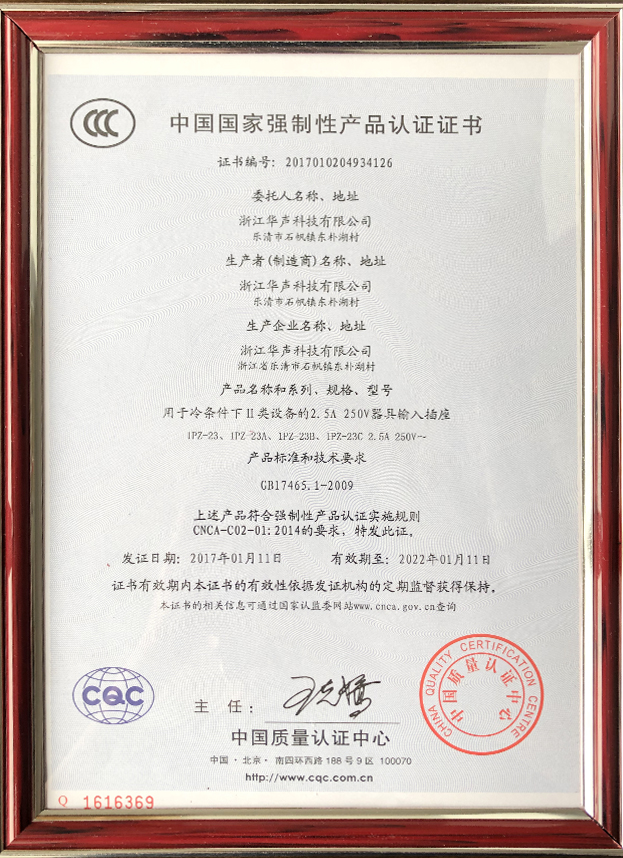 CCC
中国国家强制性产品认证证书
证书编号：2017010204934126
委托人名称、地址
浙江华声科技有限公司
乐清市石帆镇东朴湖村
生产者(制造商)名称、地址
浙江华声科技有限公司
乐清市石帆镇东朴湖村
生产企业名称、地址
浙江华声科技有限公司
浙江省乐清市石帆镇东朴湖村
产品名称和系列、规格、型号
用于冷条件下Ⅱ类设备的2.5A 250V器具输入插座
1PZ-23、1PZ-23A、1PZ-23B、1PZ-23C 2.5A 250V~
产品标准和技术要求
GB17465.1-2009
上述产品符合强制性产品认证实施规则
CNCA-C02-01:2014的要求，特发此证。
发证日期：2017年01月11日 有效期至：2022年01月11日
证书有效期内本证书的有效性依据发证机构的定期监督获得保持。
本证书的相关信息可通过国家认监委网站www.cnca.gov.cn查询
CQC
主 任：
CHINA QUALITY CERTIFICATION CENTRE
中国质量认证中心
中国质量认证中心
中国·北京·南四环西路188号9区 100070
http://www.cqc.com.cn
Q 1616369